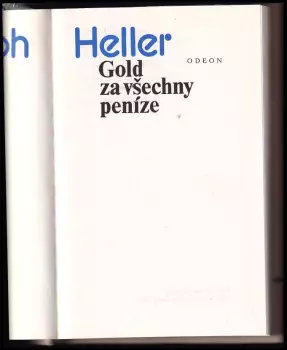 ph Heller
ODEON
Gold
za všechny
peníze